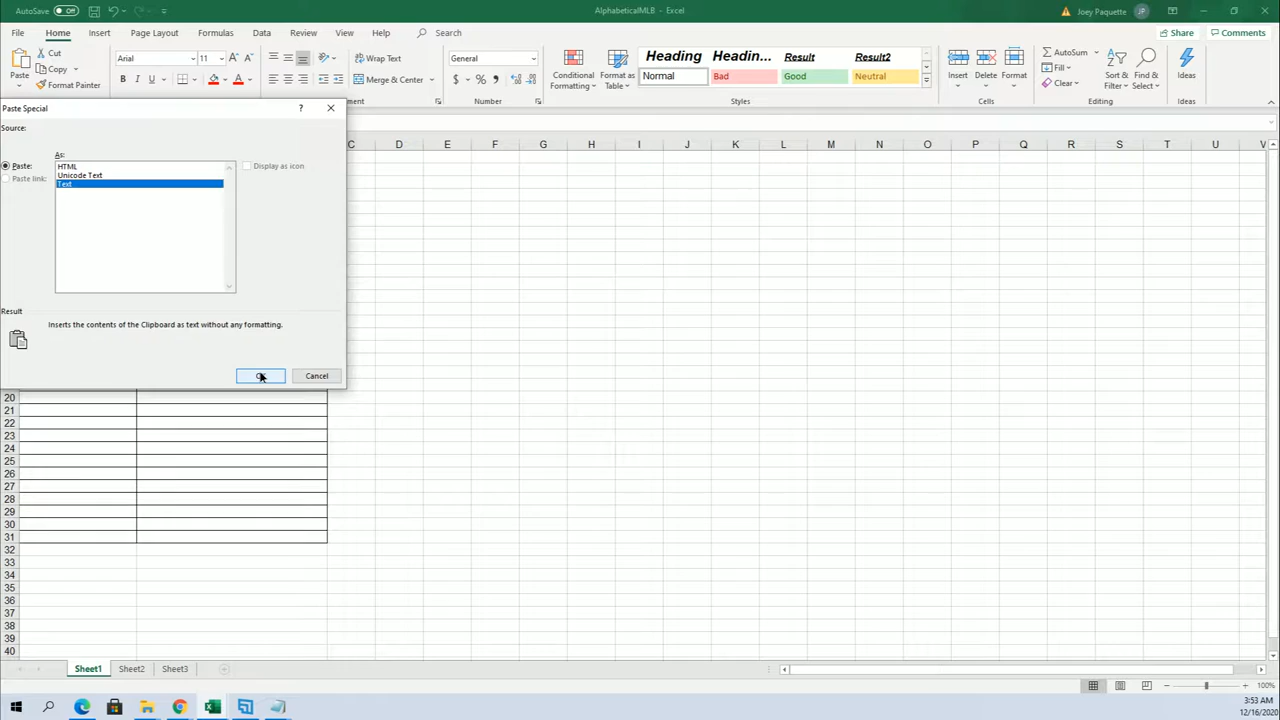 AutoSave Off
AlphabeticalMLB - Excel
Joey Paquette JP
File Home Insert Page Layout Formulas Data Review View Help Search
Share Comments
Paste
Cut
Copy
Format Painter
Arial 11
B I U
Wrap Text
Merge & Center
General
$ %
Number
Conditional Formatting
Format as Table
Heading Headin... Result Result2
Normal Bad Good Neutral
Styles
Insert Delete Format
Cells
AutoSum
Fill
Clear
Sort & Filter
Find & Select
Editing
Ideas
Ideas
Paste Special ?
Source:
As:
Paste:
Paste link:
HTML
Unicode Text
Text
Display as icon
Result
Inserts the contents of the Clipboard as text without any formatting.
Cancel
C D E F G H I J K L M N O P Q R S T U V
20
21
22
23
24
25
26
27
28
29
30
31
32
33
34
35
36
37
38
39
40
Sheet1 Sheet2 Sheet3
100%
3:53 AM
12/16/2020